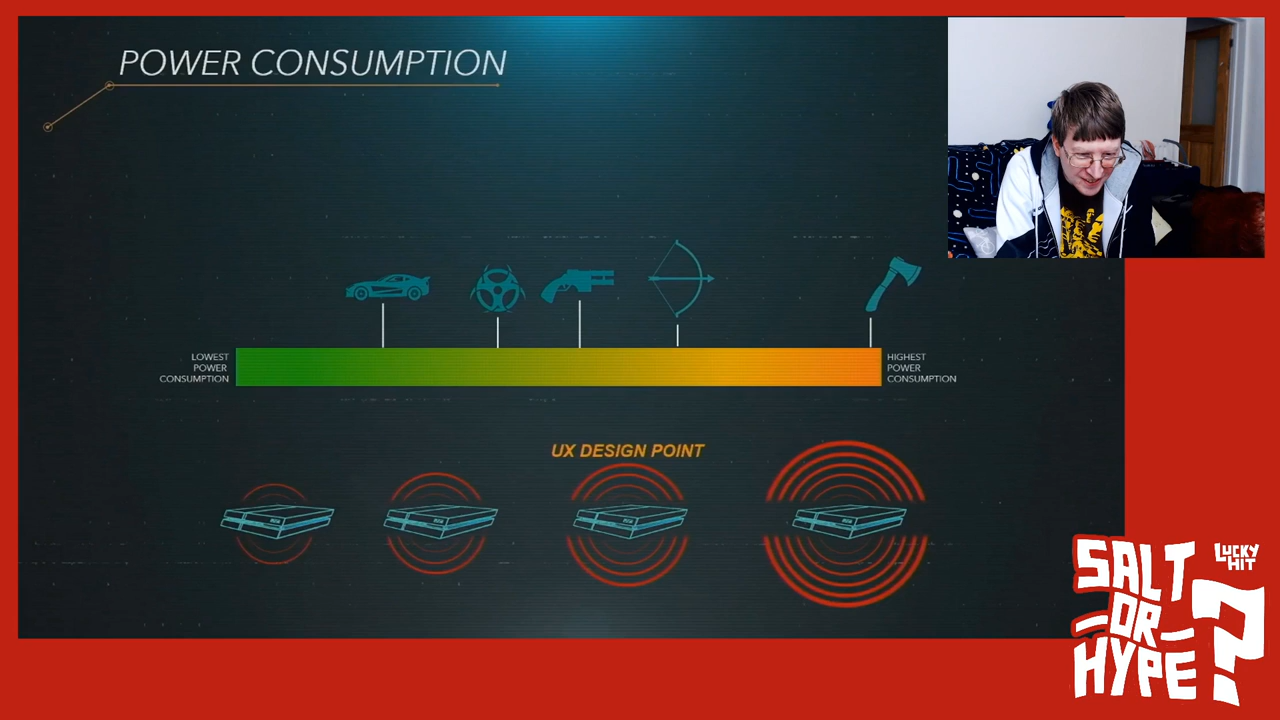 POWER CONSUMPTION
LOWEST
POWER
CONSUMPTION
HIGHEST
POWER
CONSUMPTION
UX DESIGN POINT
SALT
OR
HYPE
?
LUCKY
HIT